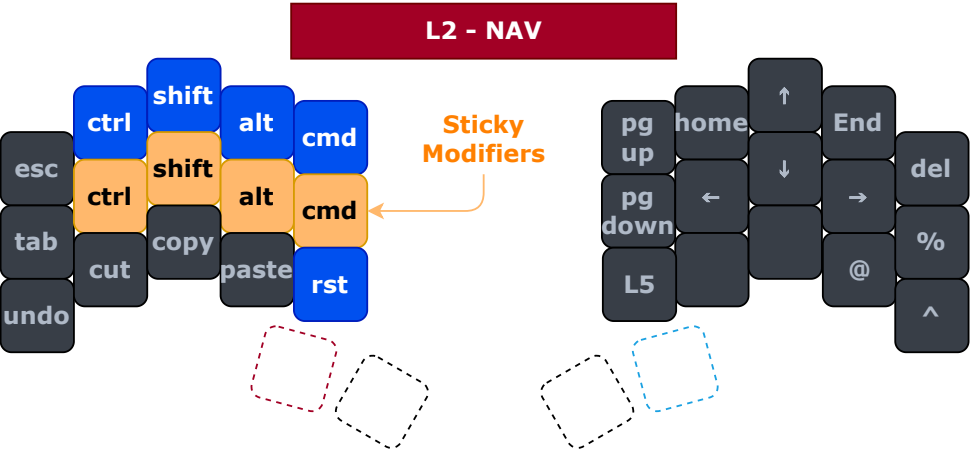 L2 - NAV
esc
ctrl
shift
alt
cmd
tab
ctrl
shift
alt
cmd
undo
cut
copy
paste
rst
Sticky
Modifiers
pg
up
home
↑
End
del
pg
down
←
↓
→
%
L5
@
^